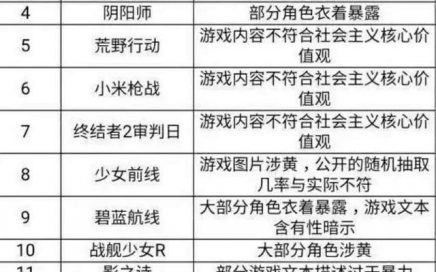 4 阴阳师 部分角色衣着暴露
5 荒野行动 游戏内容不符合社会主义核心价
值观
6 小米枪战 游戏内容不符合社会主义核心价
值观
7 终结者2审判日 游戏内容不符合社会主义核心价
值观
8 少女前线 游戏图片涉黄，公开的随机抽取
几率与实际不符
9 碧蓝航线 大部分角色衣着暴露，游戏文本
含有性暗示
10 战舰少女R 大部分角色涉黄
11 影之诗 部分游戏文本描述过于暴力